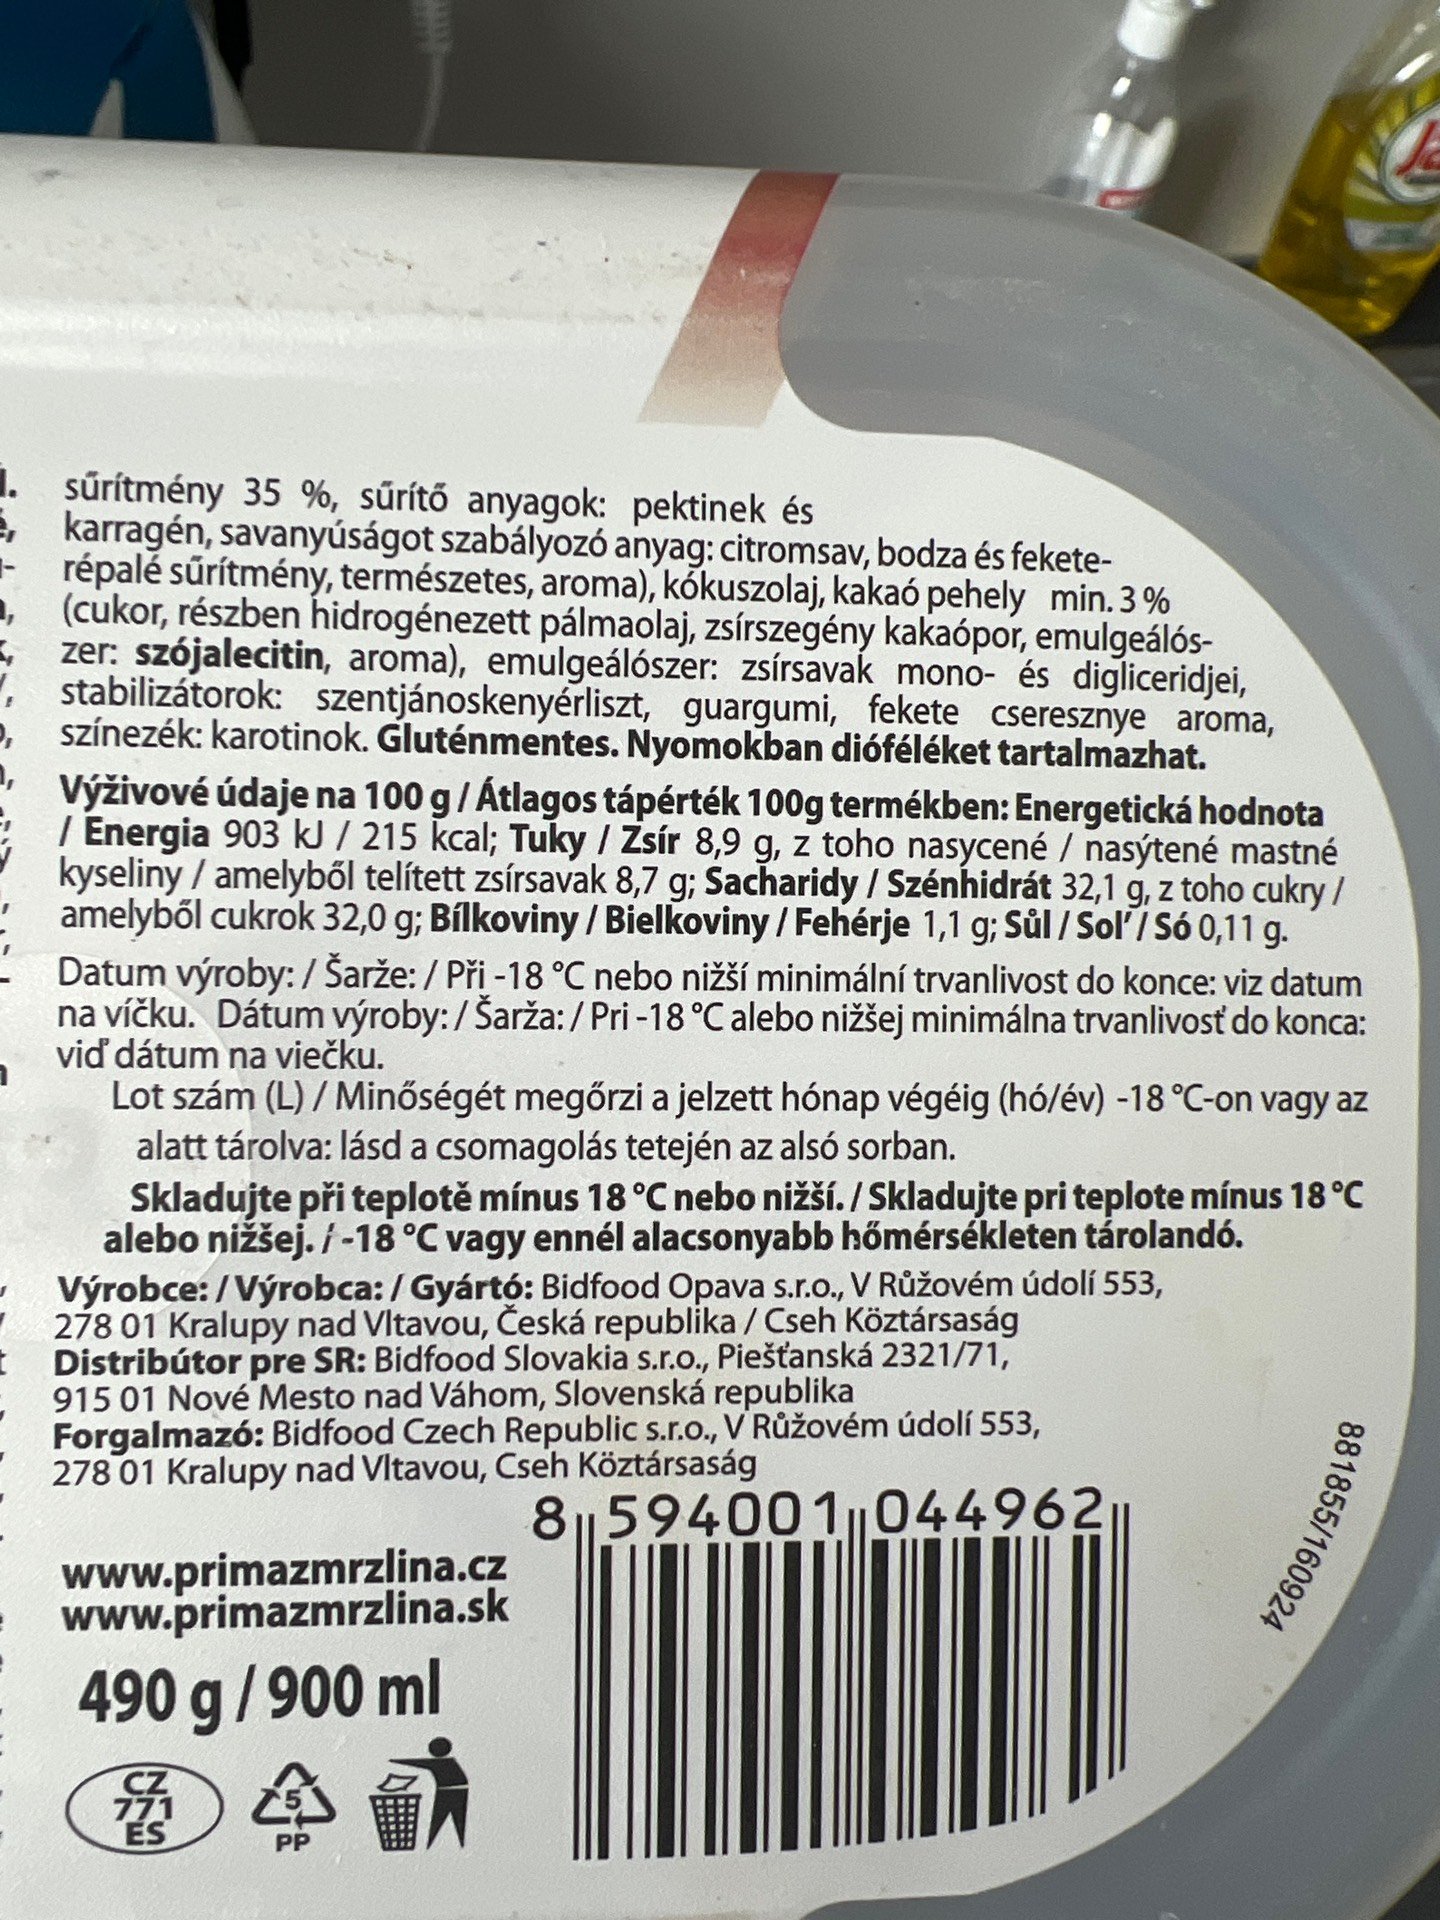 sűrítmény 35 %, sűrítő anyagok: pektinek és
karragén, savanyúságot szabályozó anyag: citromsav, bodza és fekete-
répalé sűrítmény, természetes, aroma), kókuszolaj, kakaó pehely min. 3 %
(cukor, részben hidrogénezett pálmaolaj, zsírszegény kakaópor, emulgeálós-
zer: szójalecitin, aroma), emulgeálószer: zsírsavak mono- és digliceridjei,
stabilizátorok: szentjánoskenyérliszt, guargumi, fekete cseresznye aroma,
színezék: karotinok. Gluténmentes. Nyomokban dióféléket tartalmazhat.
Výživové údaje na 100 g / Átlagos tápérték 100g termékben: Energetická hodnota
/ Energia 903 kJ / 215 kcal; Tuky / Zsír 8,9 g, z toho nasycené / nasýtené mastné
kyseliny / amelyből telített zsírsavak 8,7 g; Sacharidy / Szénhidrát 32,1 g, z toho cukry /
amelyből cukrok 32,0 g; Bílkoviny / Bielkoviny / Fehérje 1,1 g; Sůl / Sol' / Só 0,11 g.
Datum výroby: / Šarže: / Při -18 °C nebo nižší minimální trvanlivost do konce: viz datum
na víčku. Dátum výroby: / Šarža: / Pri -18 °C alebo nižšej minimálna trvanlivosť do konca:
viď dátum na viečku.
Lot szám (L) / Minőségét megőrzi a jelzett hónap végéig (hó/év) -18 °C-on vagy az
alatt tárolva: lásd a csomagolás tetején az alsó sorban.
Skladujte při teplotě mínus 18 °C nebo nižší. / Skladujte pri teplote mínus 18 °C
alebo nižšej. / -18 °C vagy ennél alacsonyabb hőmérsékleten tárolandó.
Výrobce: / Výrobca: / Gyártó: Bidfood Opava s.r.o., V Růžovém údolí 553,
278 01 Kralupy nad Vltavou, Česká republika / Cseh Köztársaság
Distribútor pre SR: Bidfood Slovakia s.r.o., Piešťanská 2321/71,
915 01 Nové Mesto nad Váhom, Slovenská republika
Forgalmazó: Bidfood Czech Republic s.r.o., V Růžovém údolí 553,
278 01 Kralupy nad Vltavou, Cseh Köztársaság
8 594001 044962
881855/160924
www.primazmrzlina.cz
www.primazmrzlina.sk
490 g / 900 ml
CZ
771
ES
5
PP